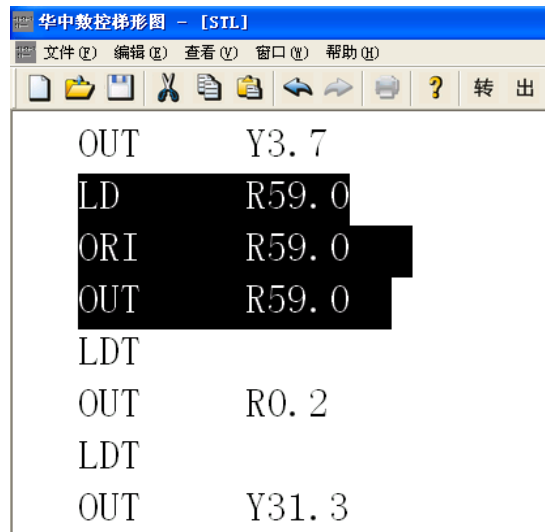 华中数控梯形图 - [STL]
文件(F) 编辑(E) 查看(V) 窗口(W) 帮助(H)
? 转 出
OUT Y3.7
LD R59.0
ORI R59.0
OUT R59.0
LDT
OUT R0.2
LDT
OUT Y31.3